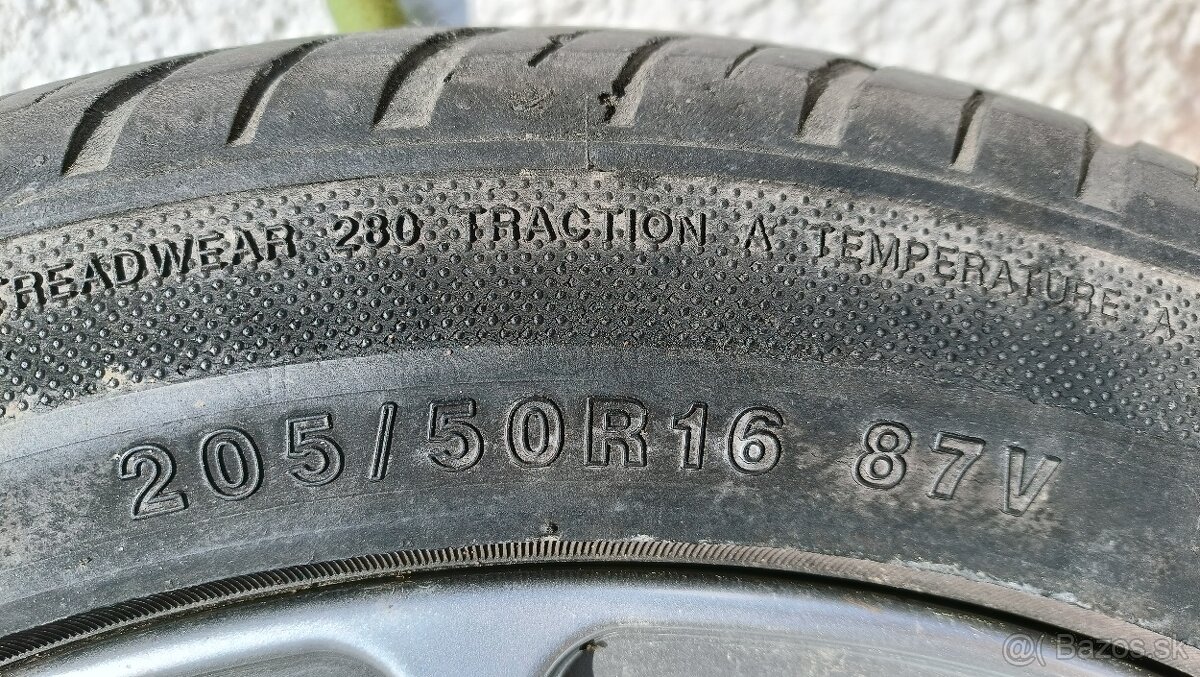 TREADWEAR 280 TRACTION A TEMPERATURE A
205/50R16 87V
@( Bazos.sk